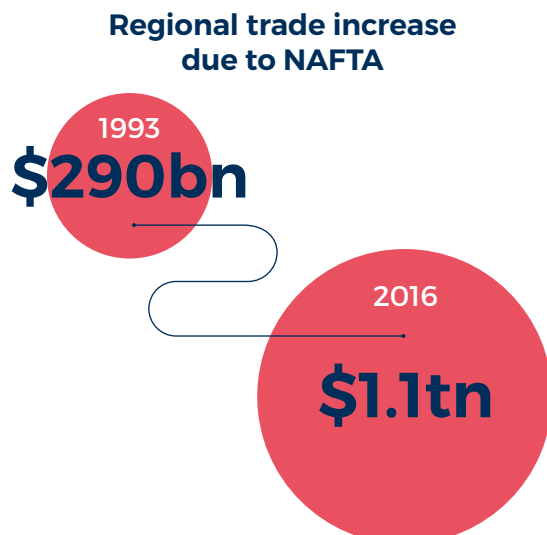 Regional trade increase
due to NAFTA
1993
$290bn
2016
$1.1tn